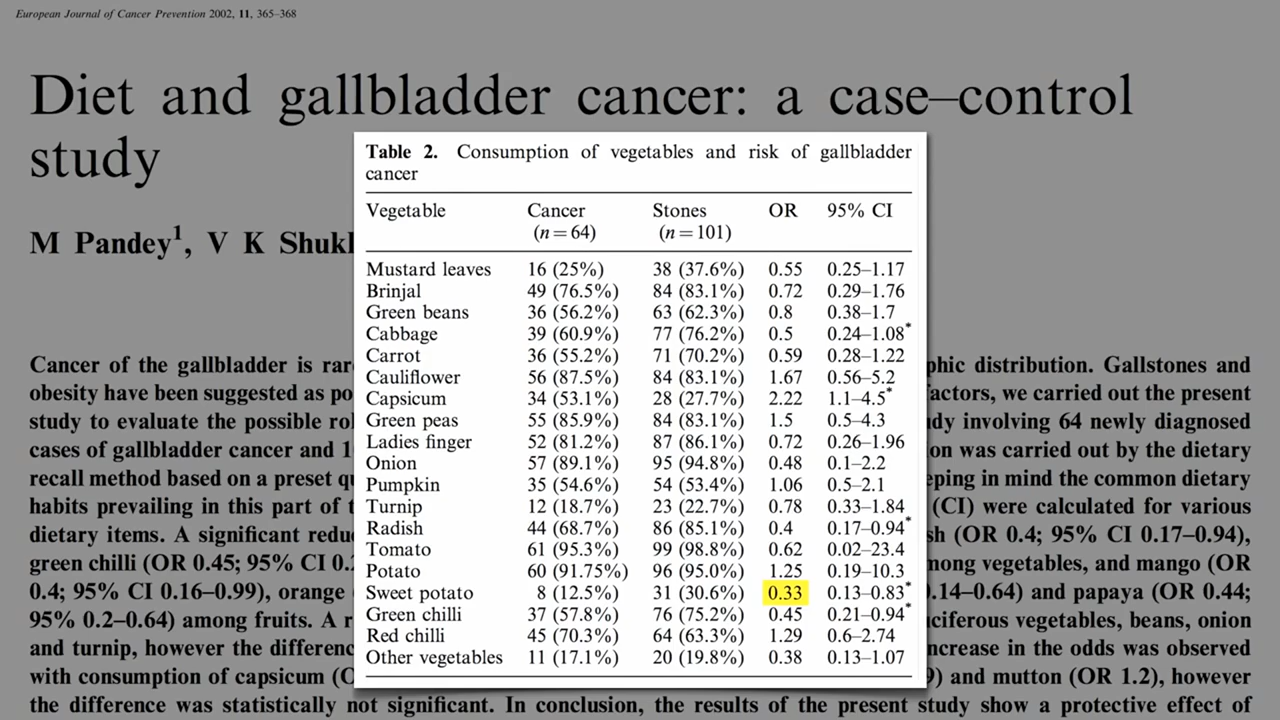 European Journal of Cancer Prevention 2002, 11, 365–368
Diet and gallbladder cancer: a case–control
study
M Pandey1, V K Shukl
Table 2. Consumption of vegetables and risk of gallbladder
cancer
Vegetable Cancer Stones OR 95% CI
(n=64) (n=101)
Mustard leaves 16 (25%) 38 (37.6%) 0.55 0.25–1.17
Brinjal 49 (76.5%) 84 (83.1%) 0.72 0.29–1.76
Green beans 36 (56.2%) 63 (62.3%) 0.8 0.38–1.7
Cabbage 39 (60.9%) 77 (76.2%) 0.5 0.24–1.08*
Carrot 36 (55.2%) 71 (70.2%) 0.59 0.28–1.22
Cauliflower 56 (87.5%) 84 (83.1%) 1.67 0.56–5.2
Capsicum 34 (53.1%) 28 (27.7%) 2.22 1.1–4.5*
Green peas 55 (85.9%) 84 (83.1%) 1.5 0.5–4.3
Ladies finger 52 (81.2%) 87 (86.1%) 0.72 0.26–1.96
Onion 57 (89.1%) 95 (94.8%) 0.48 0.1–2.2
Pumpkin 35 (54.6%) 54 (53.4%) 1.06 0.5–2.1
Turnip 12 (18.7%) 23 (22.7%) 0.78 0.33–1.84
Radish 44 (68.7%) 86 (85.1%) 0.4 0.17–0.94*
Tomato 61 (95.3%) 99 (98.8%) 0.62 0.02–23.4
Potato 60 (91.75%) 96 (95.0%) 1.25 0.19–10.3
Sweet potato 8 (12.5%) 31 (30.6%) 0.33 0.13–0.83*
Green chilli 37 (57.8%) 76 (75.2%) 0.45 0.21–0.94*
Red chilli 45 (70.3%) 64 (63.3%) 1.29 0.6–2.74
Other vegetables 11 (17.1%) 20 (19.8%) 0.38 0.13–1.07
Cancer of the gallbladder is rar phic distribution. Gallstones and
obesity have been suggested as po factors, we carried out the present
study to evaluate the possible rol dy involving 64 newly diagnosed
cases of gallbladder cancer and 1 on was carried out by the dietary
recall method based on a preset qu eping in mind the common dietary
habits prevailing in this part of t (CI) were calculated for various
dietary items. A significant redu sh (OR 0.4; 95% CI 0.17–0.94),
green chilli (OR 0.45; 95% CI 0. mong vegetables, and mango (OR
0.4; 95% CI 0.16–0.99), orange .14–0.64) and papaya (OR 0.44;
95% 0.2–0.64) among fruits. A r ciferous vegetables, beans, onion
and turnip, however the differenc ncrease in the odds was observed
with consumption of capsicum (O 9) and mutton (OR 1.2), however
the difference was statistically not significant. In conclusion, the results of the present study show a protective effect of